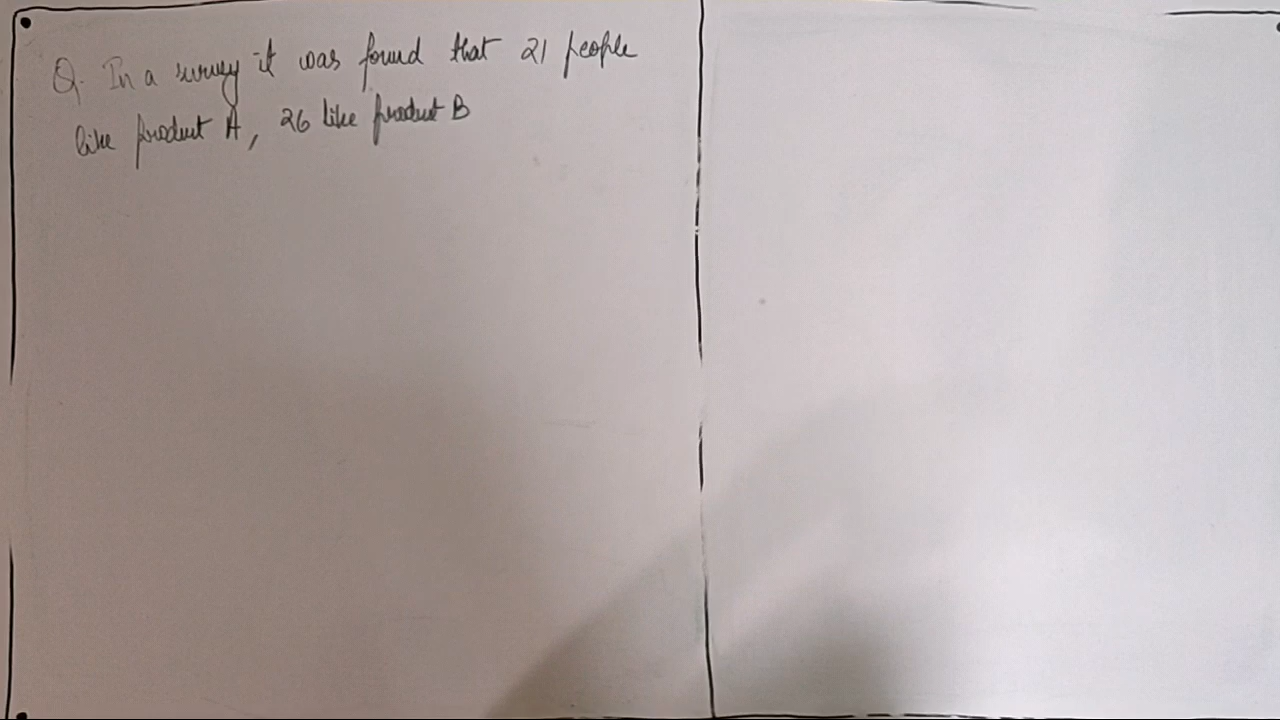 Q. In a survey it was found that 21 people
like product A, 26 like product B